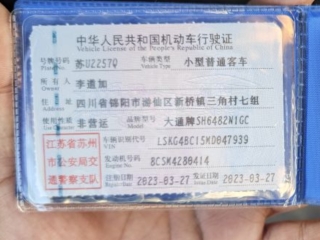 中华人民共和国机动车行驶证
Vehicle License of the People's Republic of China
号牌号码 苏U2257Q 车辆类型 小型普通客车
Plate No. Vehicle Type
所有人 李道加
Owner
住址 四川省锦阳市游仙区新桥镇三角村七组
Address
使用性质 非营运 品牌型号 大通牌SH6482W1GC
Use Character Model
江苏省苏州市公安局交通警察支队
车辆识别代号 LSKG4BC15KD047939
VIN
发动机号码 8CSK4280414
Engine No.
注册日期 2023-03-27 发证日期 2023-03-27
Register Date Issue Date